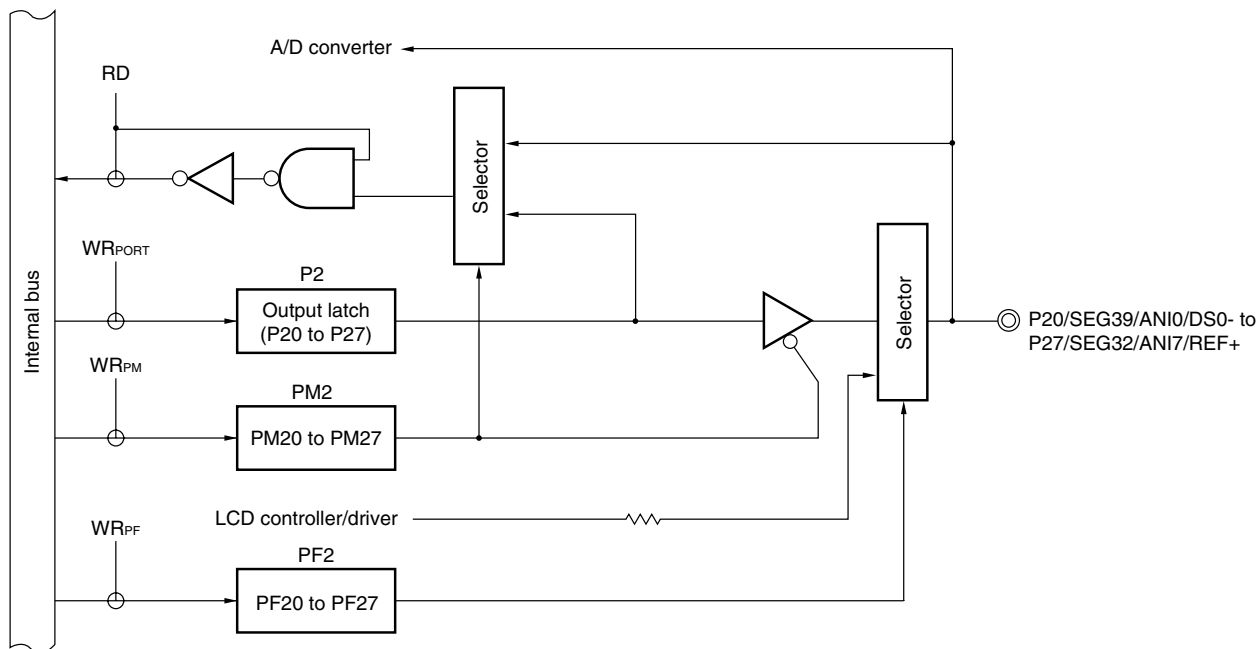 A/D converter
RD
Selector
WRPORT
P2
Output latch
(P20 to P27)
Selector
P20/SEG39/ANI0/DS0- to
P27/SEG32/ANI7/REF+
Internal bus
WRPM
PM2
PM20 to PM27
LCD controller/driver
WRPF
PF2
PF20 to PF27